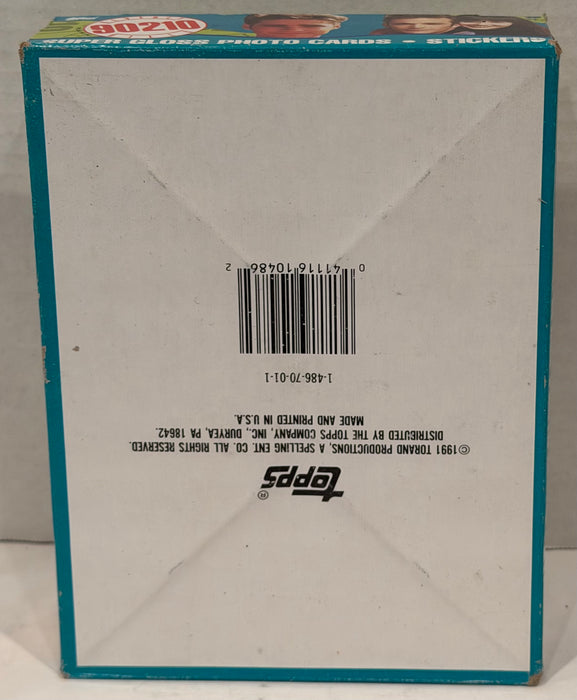 topps
90210
SUPER GLOSS PHOTO CARDS • STICKERS
topps®
© 1991 TORAND PRODUCTIONS, A SPELLING ENT. CO. ALL RIGHTS RESERVED.
DISTRIBUTED BY THE TOPPS COMPANY, INC., DURYEA, PA 18642.
MADE AND PRINTED IN U.S.A.
1-486-70-01-1
0 41116 10486 2